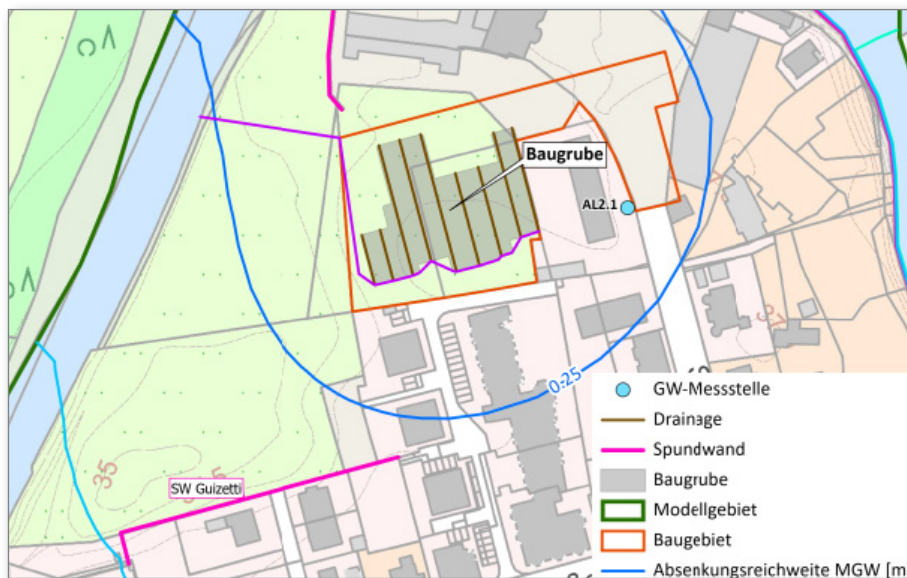 Baugrube
AL2.1
0.25
35
SW Guizetti
GW-Messstelle
Drainage
Spundwand
Baugrube
Modellgebiet
Baugebiet
Absenkungsreichweite MGW [m